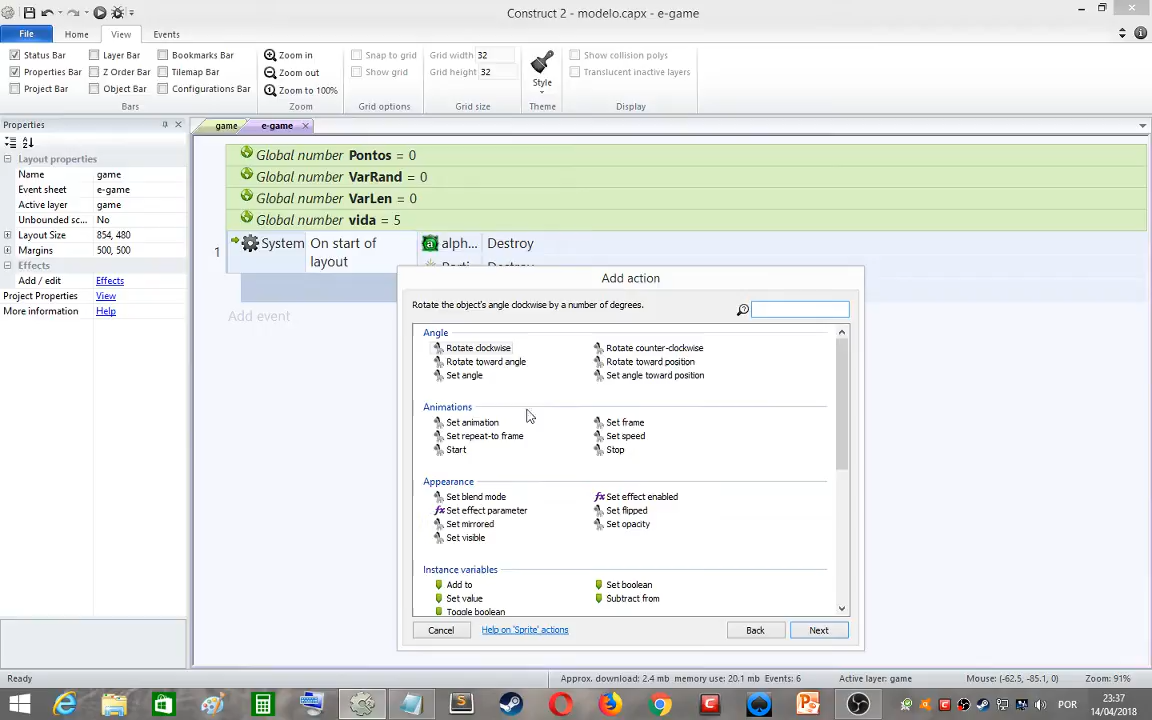 Construct 2 - modelo.capx - e-game
File Home View Events
Status Bar Layer Bar Bookmarks Bar
Properties Bar Z Order Bar Tilemap Bar
Project Bar Object Bar Configurations Bar
Bars
Zoom in
Zoom out
Zoom to 100%
Zoom
Snap to grid
Show grid
Grid options
Grid width 32
Grid height 32
Grid size
Style
Theme
Show collision polys
Translucent inactive layers
Display
Properties
Layout properties
Name game
Event sheet e-game
Active layer game
Unbounded sc... No
Layout Size 854, 480
Margins 500, 500
Effects
Add / edit Effects
Project Properties View
More information Help
game e-game
Global number Pontos = 0
Global number VarRand = 0
Global number VarLen = 0
Global number vida = 5
1 System On start of layout alph... Destroy
Parti... Destroy
Add event
Add action
Rotate the object's angle clockwise by a number of degrees.
Angle
Rotate clockwise Rotate counter-clockwise
Rotate toward angle Rotate toward position
Set angle Set angle toward position
Animations
Set animation Set frame
Set repeat-to frame Set speed
Start Stop
Appearance
Set blend mode Set effect enabled
Set effect parameter Set flipped
Set mirrored Set opacity
Set visible
Instance variables
Add to Set boolean
Set value Subtract from
Toggle boolean
Cancel Help on 'Sprite' actions Back Next
Ready Approx. download: 2.4 mb memory use: 20.1 mb Events: 6 Active layer: game Mouse: (-62.5, -85.1, 0) Zoom: 91%
POR 23:37
14/04/2018